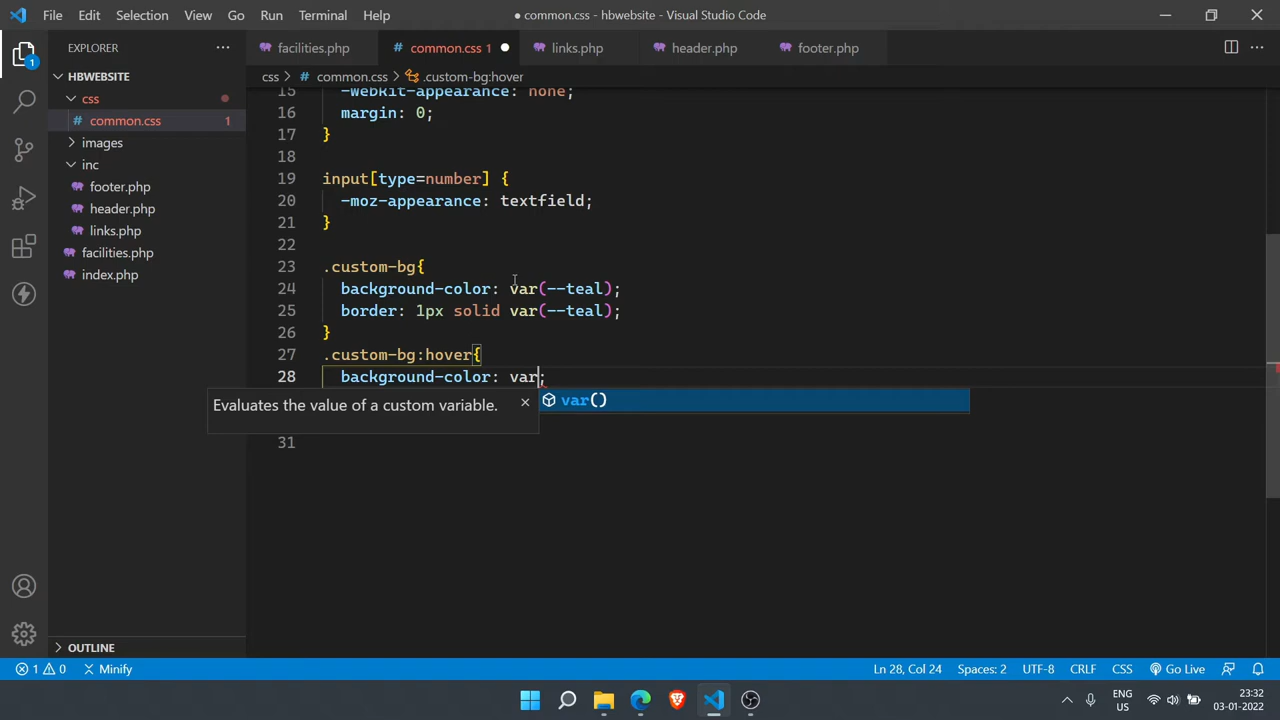 File Edit Selection View Go Run Terminal Help ● common.css - hbwebsite - Visual Studio Code
EXPLORER ···
facilities.php # common.css 1 ● links.php header.php footer.php ···
css > # common.css > .custom-bg:hover
HBWEBSITE
css
# common.css 1
images
inc
footer.php
header.php
links.php
facilities.php
index.php
OUTLINE
15 -webkit-appearance: none;
16 margin: 0;
17 }
18
19 input[type=number] {
20 -moz-appearance: textfield;
21 }
22
23 .custom-bg{
24 background-color: var(--teal);
25 border: 1px solid var(--teal);
26 }
27 .custom-bg:hover{
28 background-color: var;
Evaluates the value of a custom variable. ×
var()
31
1 0 Minify Ln 28, Col 24 Spaces: 2 UTF-8 CRLF CSS Go Live
1
ENG
US
23:32
03-01-2022